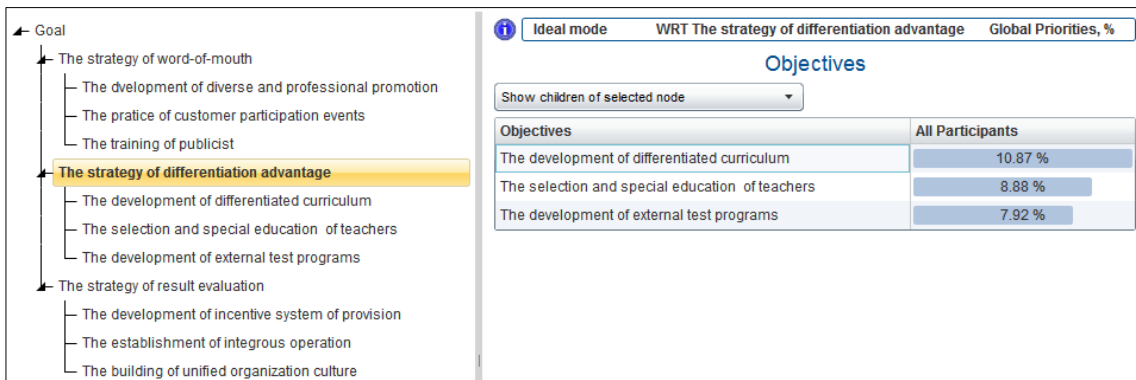 Goal
The strategy of word-of-mouth
The dvelopment of diverse and professional promotion
The pratice of customer participation events
The training of publicist
The strategy of differentiation advantage
The development of differentiated curriculum
The selection and special education of teachers
The development of external test programs
The strategy of result evaluation
The development of incentive system of provision
The establishment of integrous operation
The building of unified organization culture
Ideal mode WRT The strategy of differentiation advantage Global Priorities, %
Objectives
Show children of selected node
Objectives All Participants
The development of differentiated curriculum 10.87 %
The selection and special education of teachers 8.88 %
The development of external test programs 7.92 %